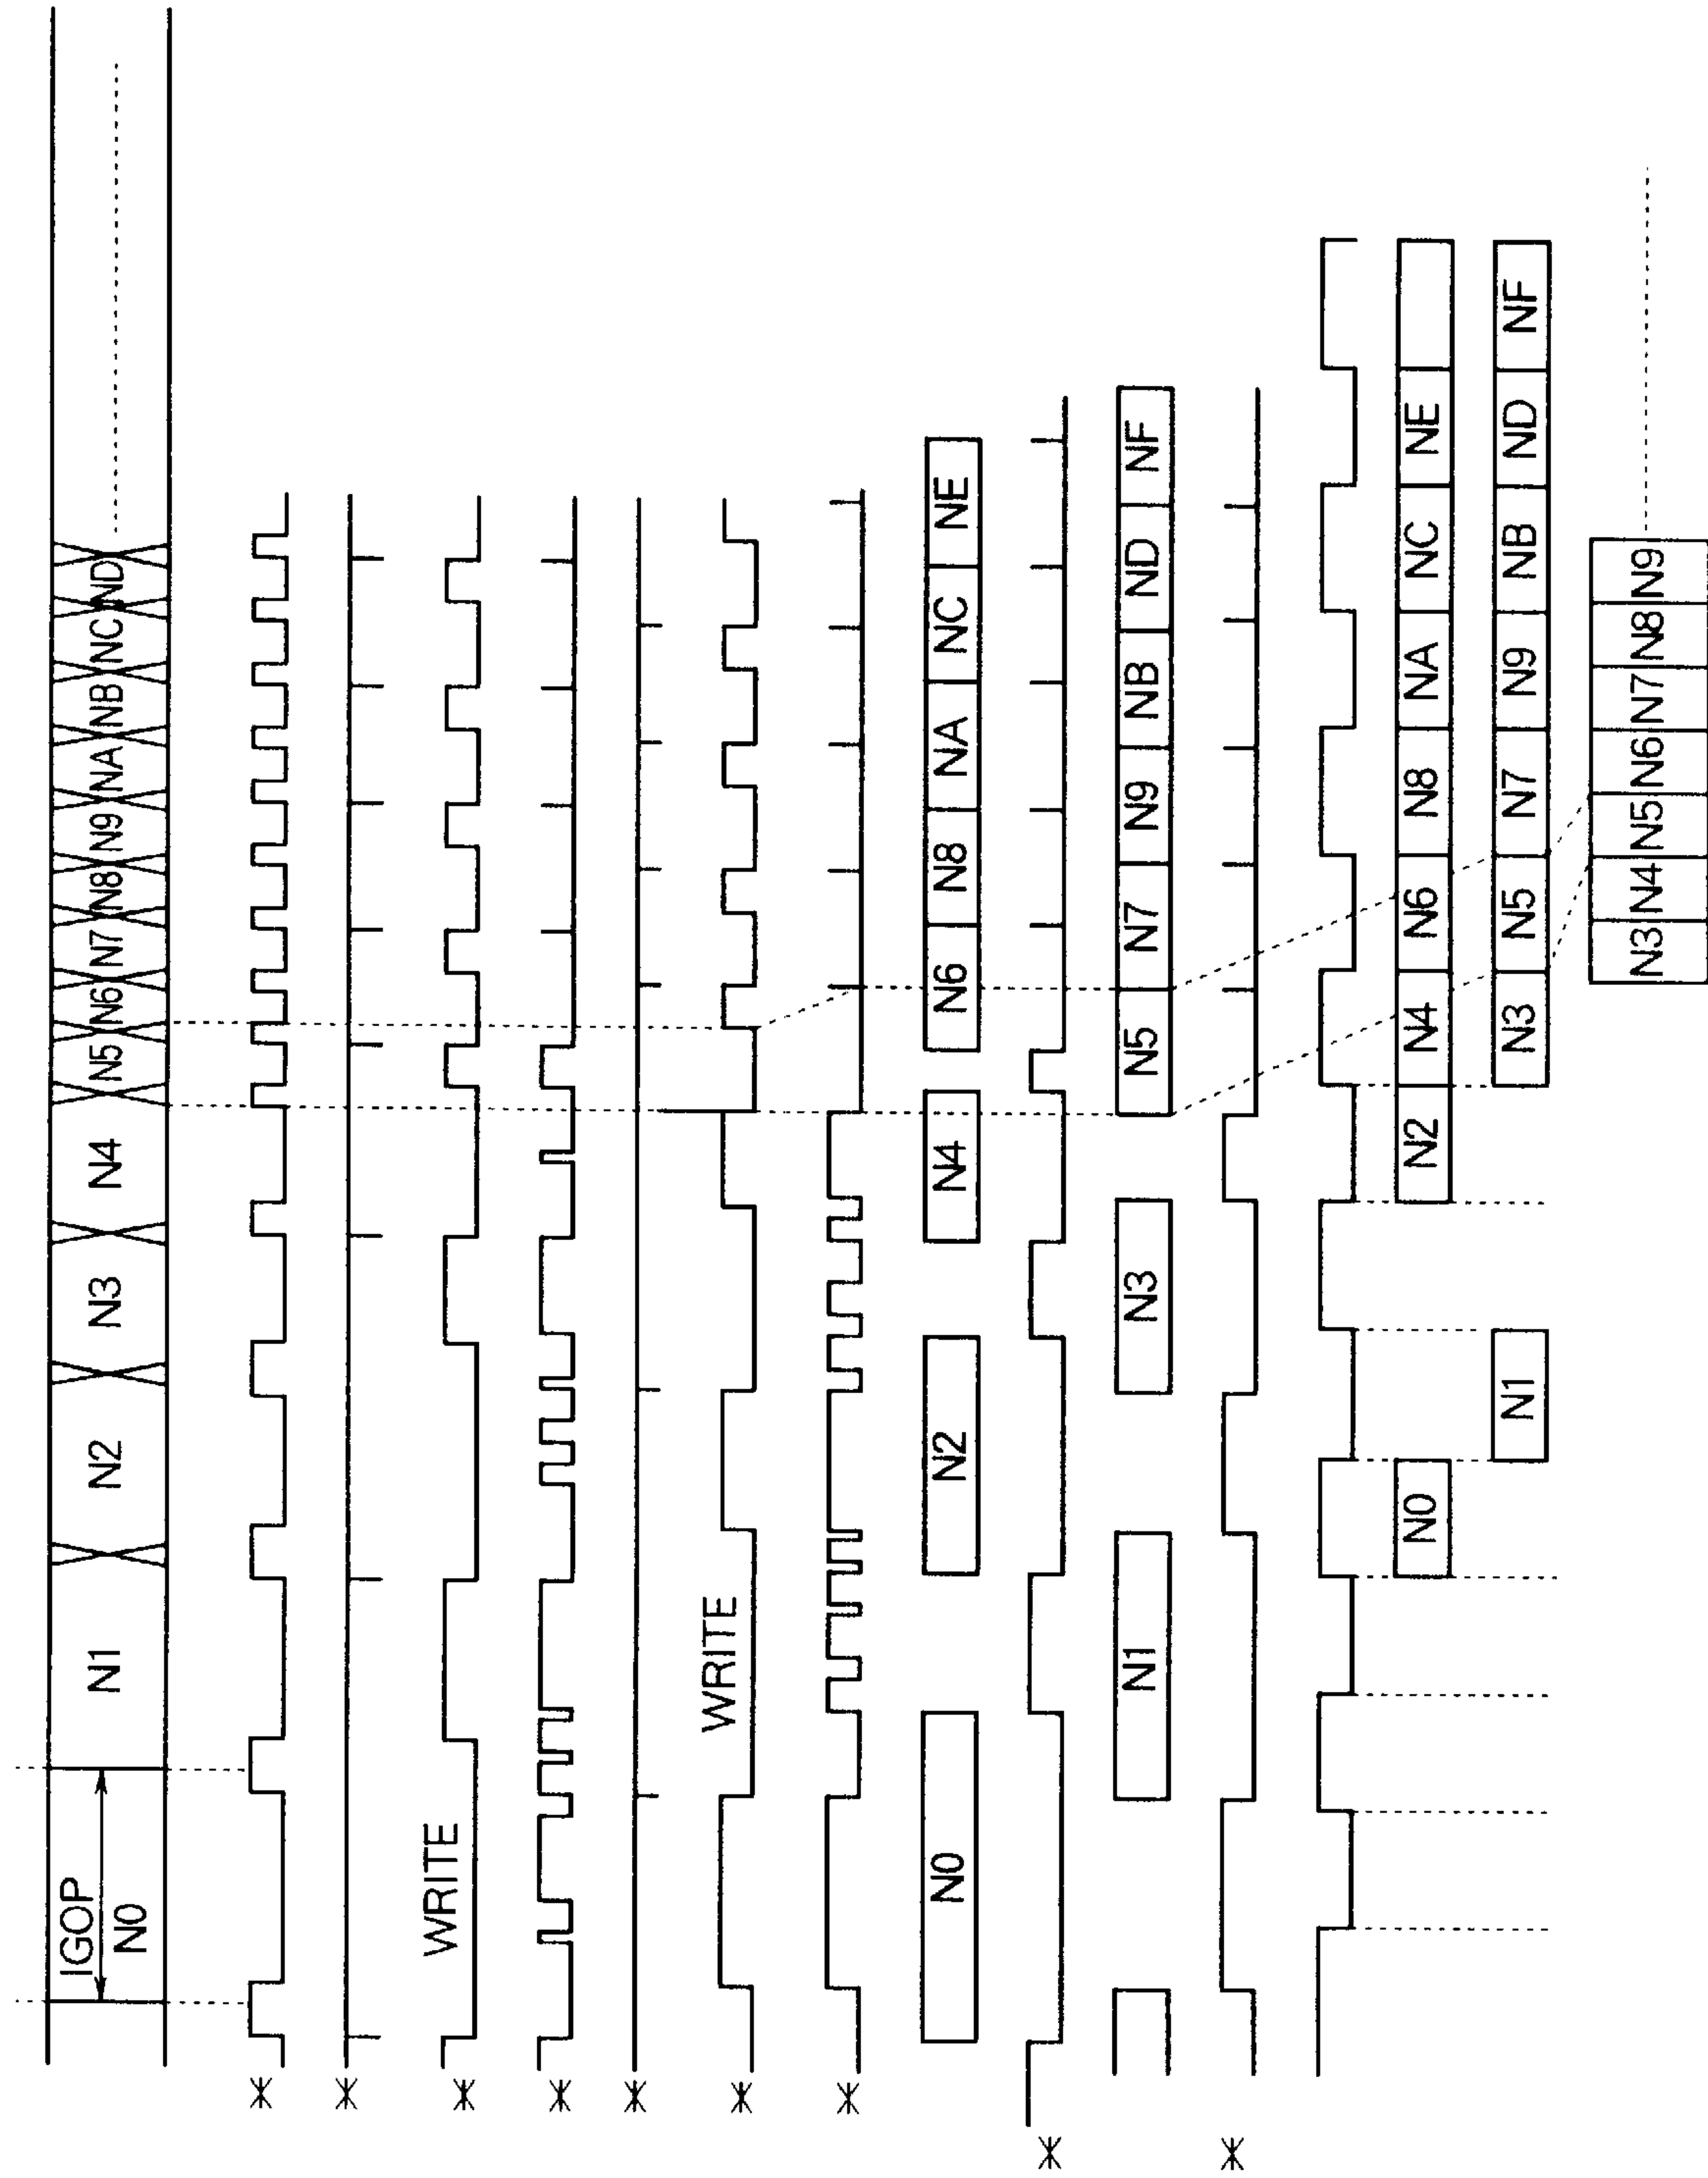 IGOP
N0 N1 N2 N3 N4 N5 N6 N7 N8 N9 NA NB NC ND
*
*
* WRITE
*
*
* WRITE
*
N0 N2 N4 N6 N8 NA NC NE
*
N1 N3 N5 N7 N9 NB ND NF
*
N0 N2 N4 N6 N8 NA NC NE
N1 N3 N5 N7 N9 NB ND NF
N3 N4 N5 N6 N7 N8 N9